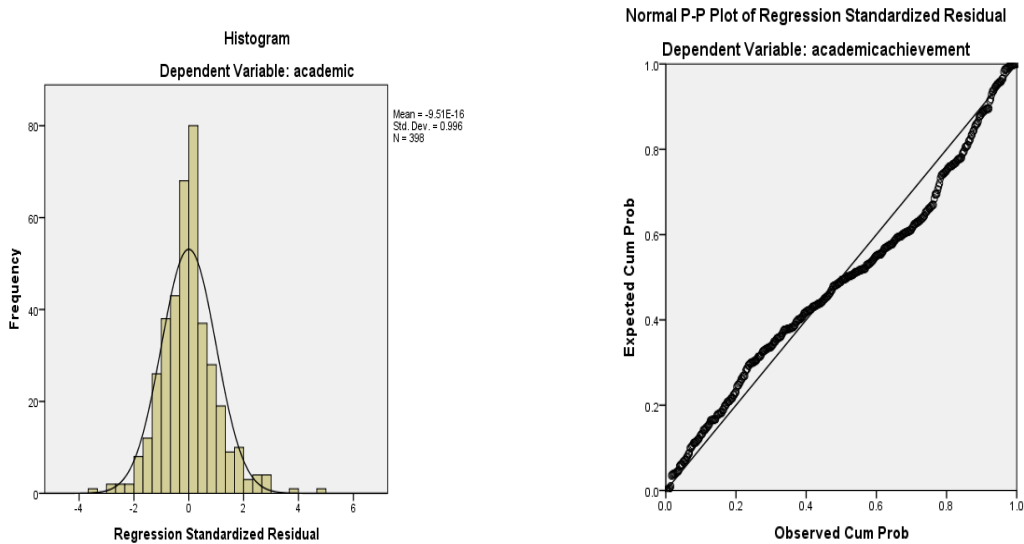 Histogram
Dependent Variable: academic
Mean = -9.51E-16
Std. Dev. = 0.996
N = 398
Frequency
80
60
40
20
0
-4 -2 0 2 4 6
Regression Standardized Residual
Normal P-P Plot of Regression Standardized Residual
Dependent Variable: academicachievement
Expected Cum Prob
1.0
0.8
0.6
0.4
0.2
0.0
0.0 0.2 0.4 0.6 0.8 1.0
Observed Cum Prob